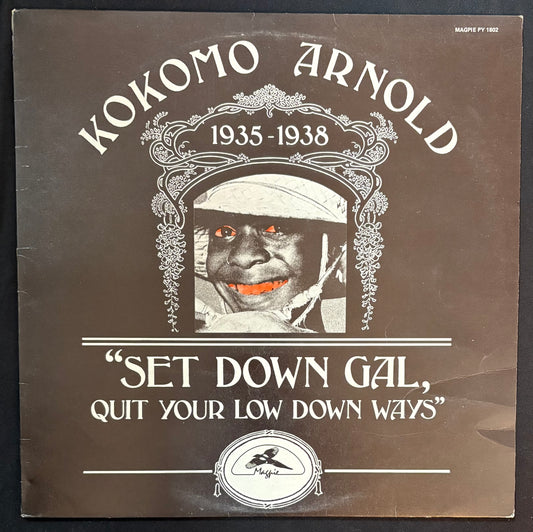 MAGPIE PY 1802
KOKOMO ARNOLD
1935-1938
“SET DOWN GAL,
QUIT YOUR LOW DOWN WAYS”
Magpie